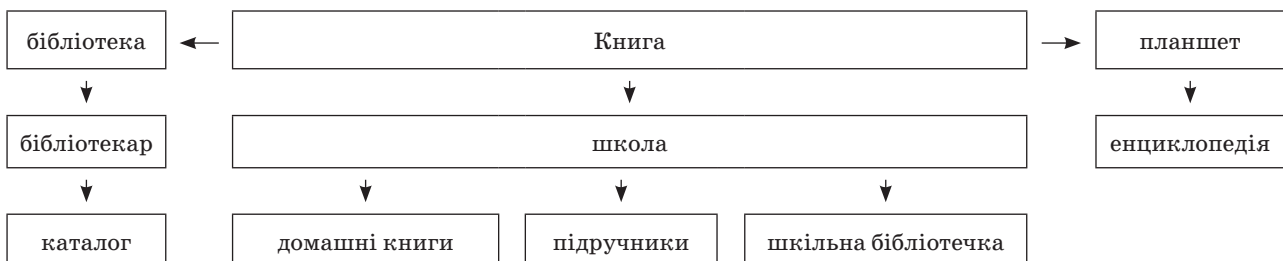 бібліотека Книга планшет
бібліотекар школа енциклопедія
каталог домашні книги підручники шкільна бібліотечка